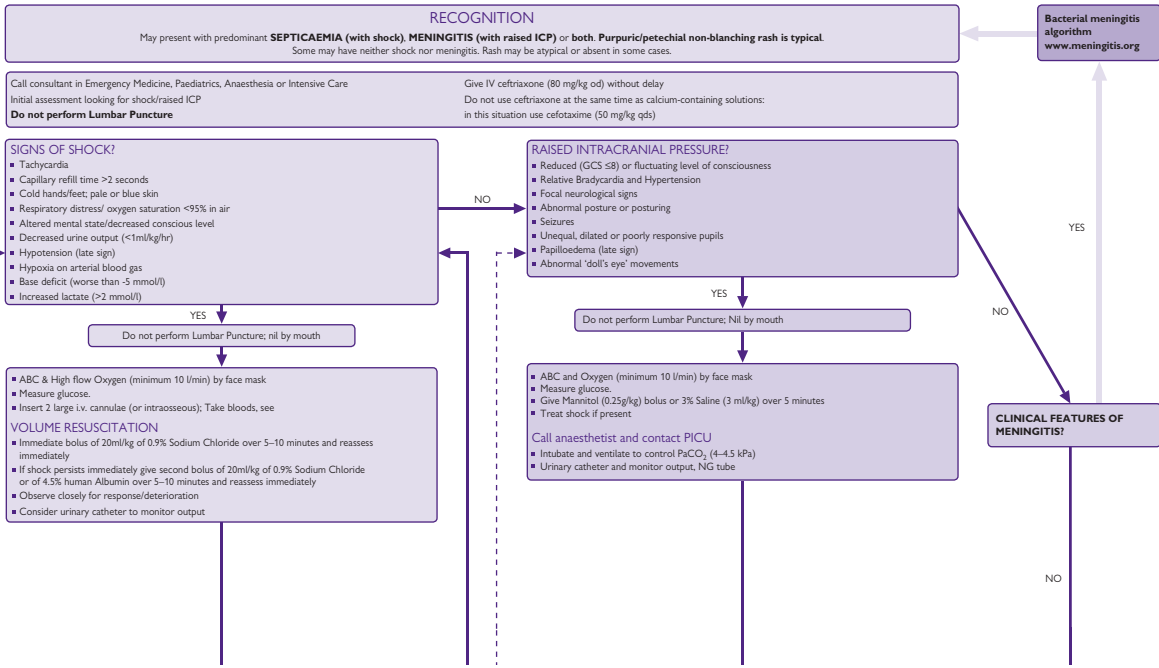 RECOGNITION
May present with predominant SEPTICAEMIA (with shock), MENINGITIS (with raised ICP) or both. Purpuric/petechial non-blanching rash is typical.
Some may have neither shock nor meningitis. Rash may be atypical or absent in some cases.
Bacterial meningitis
algorithm
www.meningitis.org
Call consultant in Emergency Medicine, Paediatrics, Anaesthesia or Intensive Care
Initial assessment looking for shock/raised ICP
Do not perform Lumbar Puncture
Give IV ceftriaxone (80 mg/kg od) without delay
Do not use ceftriaxone at the same time as calcium-containing solutions:
in this situation use cefotaxime (50 mg/kg qds)
SIGNS OF SHOCK?
Tachycardia
Capillary refill time >2 seconds
Cold hands/feet; pale or blue skin
Respiratory distress/ oxygen saturation <95% in air
Altered mental state/decreased conscious level
Decreased urine output (<1ml/kg/hr)
Hypotension (late sign)
Hypoxia on arterial blood gas
Base deficit (worse than -5 mmol/l)
Increased lactate (>2 mmol/l)
NO
RAISED INTRACRANIAL PRESSURE?
Reduced (GCS ≤8) or fluctuating level of consciousness
Relative Bradycardia and Hypertension
Focal neurological signs
Abnormal posture or posturing
Seizures
Unequal, dilated or poorly responsive pupils
Papilloedema (late sign)
Abnormal ‘doll's eye’ movements
YES
YES
Do not perform Lumbar Puncture; nil by mouth
YES
Do not perform Lumbar Puncture; Nil by mouth
NO
ABC & High flow Oxygen (minimum 10 l/min) by face mask
Measure glucose.
Insert 2 large i.v. cannulae (or intraosseous); Take bloods, see
VOLUME RESUSCITATION
Immediate bolus of 20ml/kg of 0.9% Sodium Chloride over 5–10 minutes and reassess
immediately
If shock persists immediately give second bolus of 20ml/kg of 0.9% Sodium Chloride
or of 4.5% human Albumin over 5–10 minutes and reassess immediately
Observe closely for response/deterioration
Consider urinary catheter to monitor output
ABC and Oxygen (minimum 10 l/min) by face mask
Measure glucose.
Give Mannitol (0.25g/kg) bolus or 3% Saline (3 ml/kg) over 5 minutes
Treat shock if present
Call anaesthetist and contact PICU
Intubate and ventilate to control PaCO₂ (4–4.5 kPa)
Urinary catheter and monitor output, NG tube
CLINICAL FEATURES OF
MENINGITIS?
NO